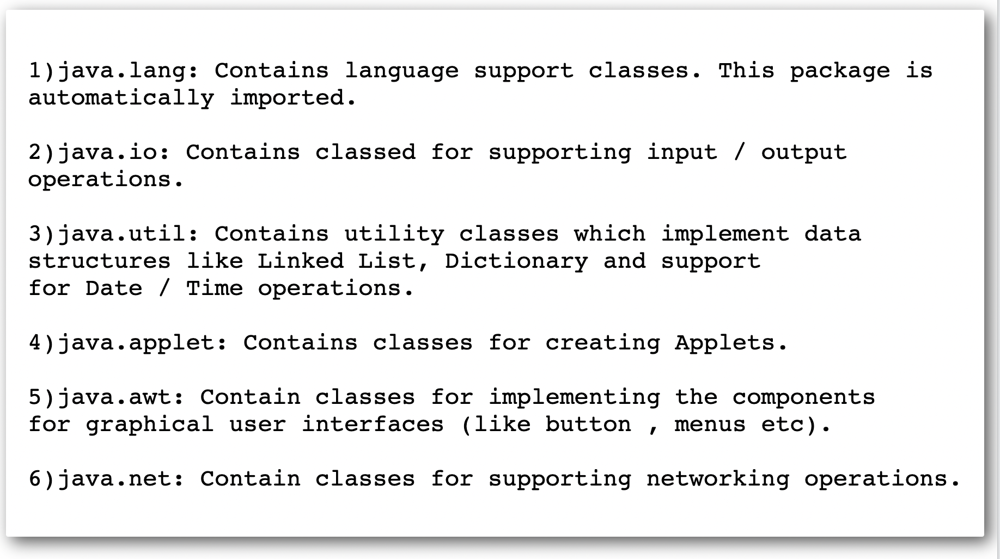 1)java.lang: Contains language support classes. This package is
automatically imported.
2)java.io: Contains classed for supporting input / output
operations.
3)java.util: Contains utility classes which implement data
structures like Linked List, Dictionary and support
for Date / Time operations.
4)java.applet: Contains classes for creating Applets.
5)java.awt: Contain classes for implementing the components
for graphical user interfaces (like button , menus etc).
6)java.net: Contain classes for supporting networking operations.